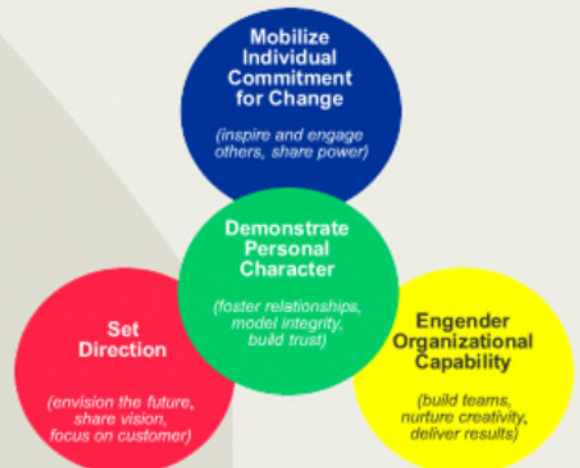 Mobilize
Individual
Commitment
for Change
(inspire and engage
others, share power)
Demonstrate
Personal
Character
(foster relationships,
model integrity,
build trust)
Set
Direction
(envision the future,
share vision,
focus on customer)
Engender
Organizational
Capability
(build teams,
nurture creativity,
deliver results)